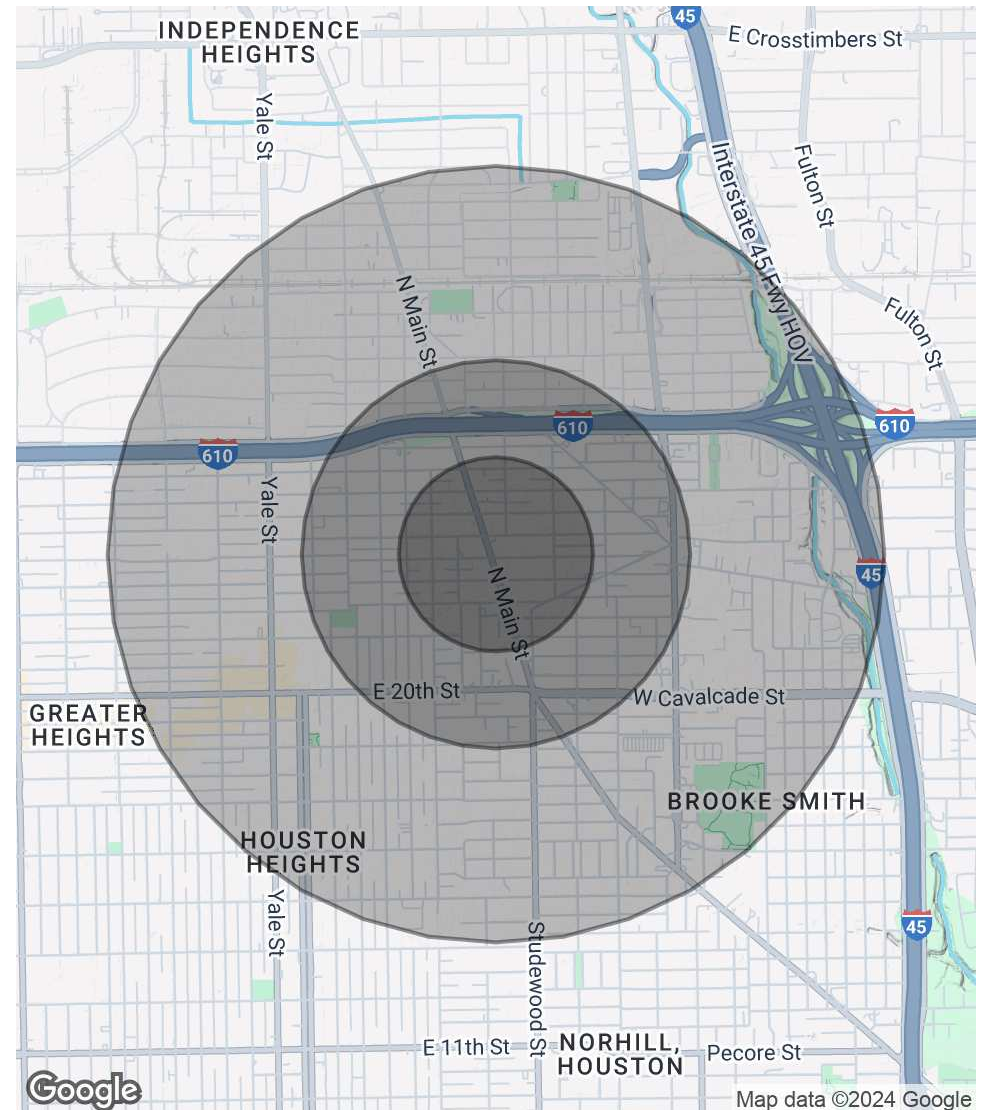 INDEPENDENCE
HEIGHTS
45
E Crosstimbers St
Yale St
Interstate 45 Fwy HOV
Fulton St
N Main St
Fulton St
610
610
610
Yale St
45
N Main St
E 20th St
W Cavalcade St
GREATER
HEIGHTS
BROOKE SMITH
HOUSTON
HEIGHTS
Yale St
Studewood St
45
E 11th St
NORHILL,
HOUSTON
Pecore St
Google
Map data ©2024 Google